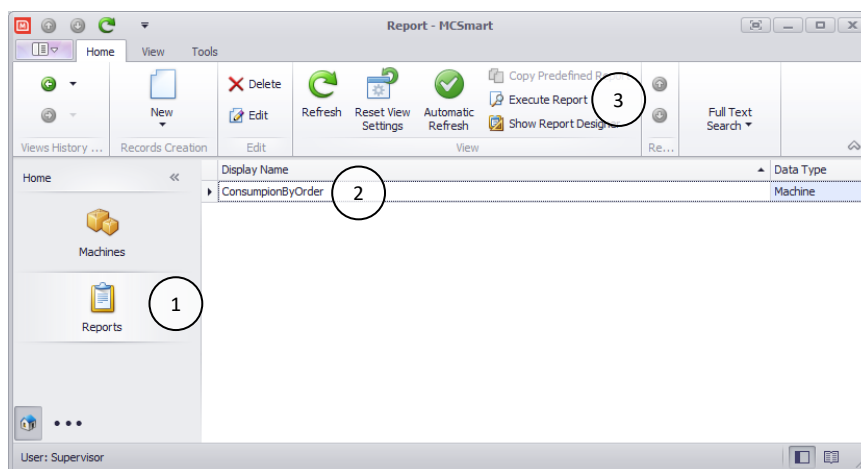 Report - MCSmart
Home View Tools
New
Delete
Edit
Refresh
Reset View
Settings
Automatic
Refresh
Copy Predefined Report
Execute Report
Show Report Designer
3
Full Text
Search
Views History ... Records Creation Edit View Re...
Home «
Machines
1
Reports
Display Name Data Type
ConsumpionByOrder Machine
2
User: Supervisor